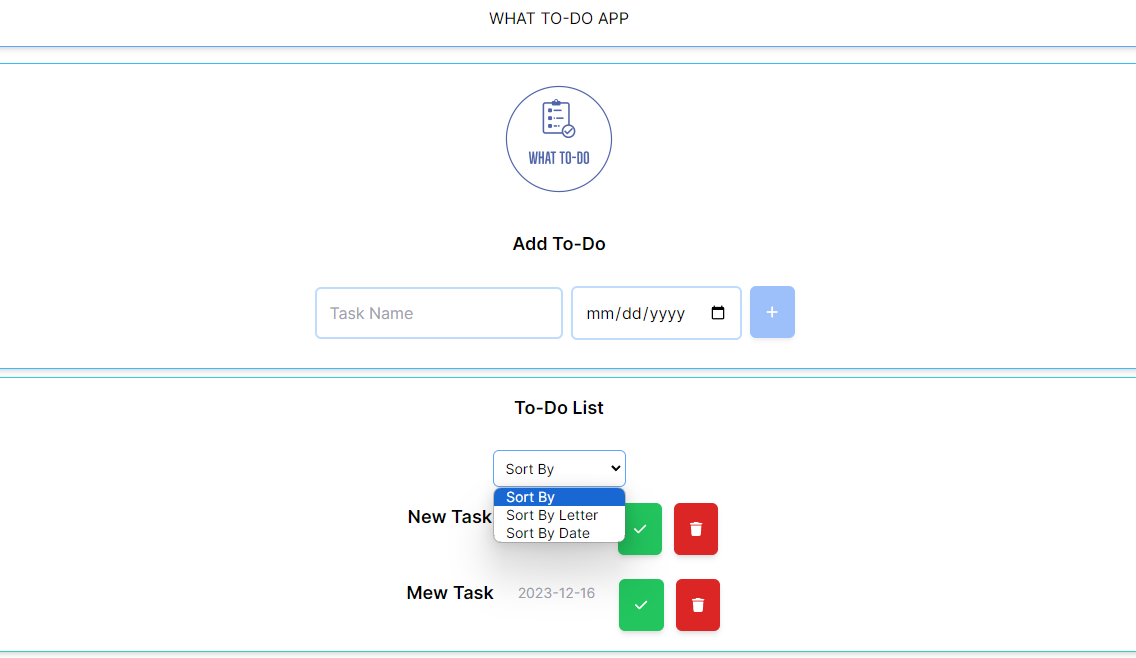 WHAT TO-DO APP
WHAT TO-DO
Add To-Do
Task Name mm/dd/yyyy +
To-Do List
Sort By
Sort By
Sort By Letter
Sort By Date
New Task
Mew Task 2023-12-16